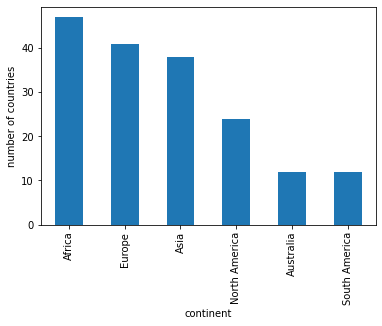 number of countries
40
30
20
10
0
Africa
Europe
Asia
North America
Australia
South America
continent